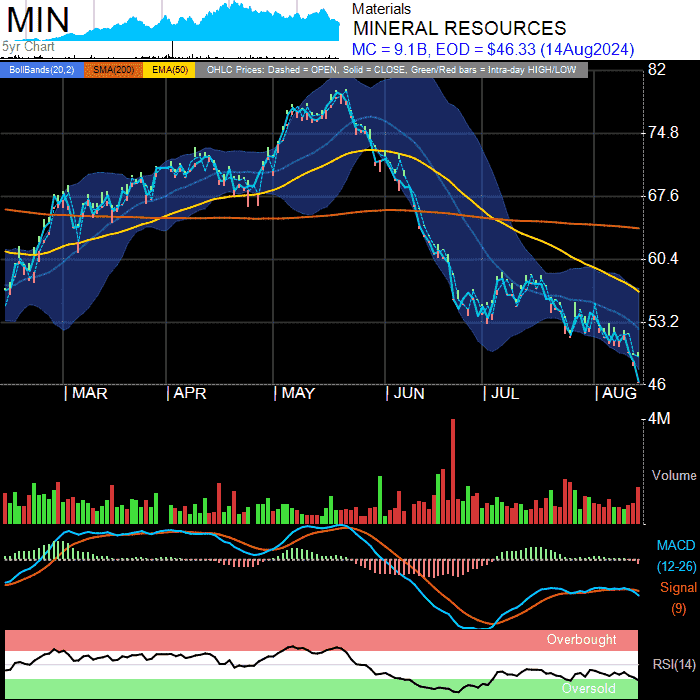 MIN
5yr Chart
Materials
MINERAL RESOURCES
MC = 9.1B, EOD = $46.33 (14Aug2024)
BollBands(20,2) SMA(200) EMA(50) OHLC Prices: Dashed = OPEN, Solid = CLOSE, Green/Red bars = Intra-day HIGH/LOW
82
74.8
67.6
60.4
53.2
46
| MAR | APR | MAY | JUN | JUL | AUG
4M
Volume
MACD
(12-26)
Signal
(9)
Overbought
RSI(14)
Oversold